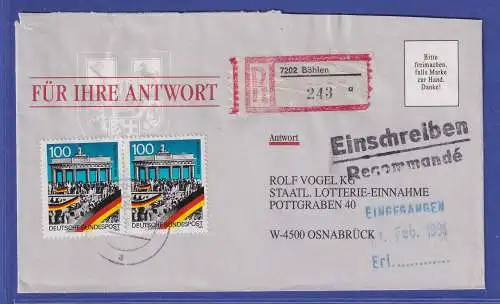 Bitte
freimachen,
falls Marke
zur Hand.
Danke!
7202 Böhlen
R
243 a
FÜR IHRE ANTWORT
Antwort
Einschreiben
Recommandé
100 100
DEUTSCHE BUNDESPOST DEUTSCHE BUNDESPOST
ROLF VOGEL KG
STAATL. LOTTERIE-EINNAHME
POTTGRABEN 40
W-4500 OSNABRÜCK
EINGEGANGEN
Feb. 1991
Erl.............
a